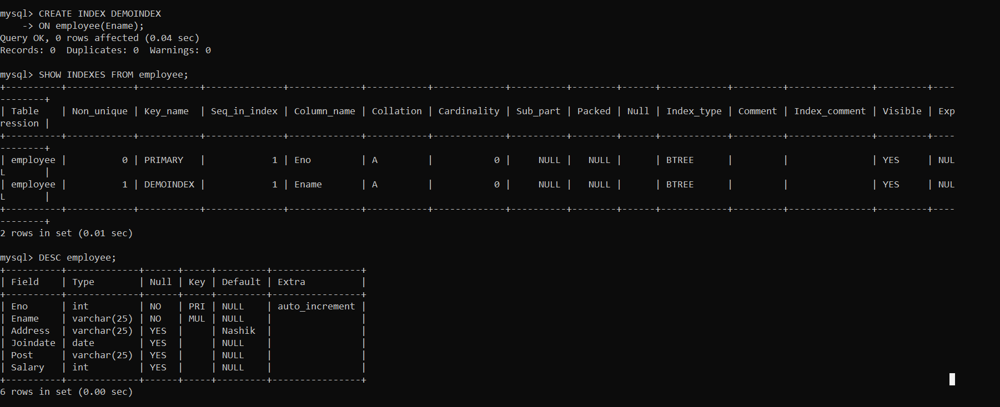 mysql> CREATE INDEX DEMOINDEX
    -> ON employee(Ename);
Query OK, 0 rows affected (0.04 sec)
Records: 0  Duplicates: 0  Warnings: 0

mysql> SHOW INDEXES FROM employee;
+----------+------------+-----------+--------------+-------------+-----------+-------------+----------+--------+------+------------+---------+---------------+---------+----
--------+
| Table    | Non_unique | Key_name  | Seq_in_index | Column_name | Collation | Cardinality | Sub_part | Packed | Null | Index_type | Comment | Index_comment | Visible | Exp
ression |
+----------+------------+-----------+--------------+-------------+-----------+-------------+----------+--------+------+------------+---------+---------------+---------+----
--------+
| employee |          0 | PRIMARY   |            1 | Eno         | A         |           0 |     NULL |   NULL |      | BTREE      |         |               | YES     | NUL
L       |
| employee |          1 | DEMOINDEX |            1 | Ename       | A         |           0 |     NULL |   NULL |      | BTREE      |         |               | YES     | NUL
L       |
+----------+------------+-----------+--------------+-------------+-----------+-------------+----------+--------+------+------------+---------+---------------+---------+----
--------+
2 rows in set (0.01 sec)

mysql> DESC employee;
+----------+-------------+------+-----+---------+----------------+
| Field    | Type        | Null | Key | Default | Extra          |
+----------+-------------+------+-----+---------+----------------+
| Eno      | int         | NO   | PRI | NULL    | auto_increment |
| Ename    | varchar(25) | NO   | MUL | NULL    |                |
| Address  | varchar(25) | YES  |     | Nashik  |                |
| Joindate | date        | YES  |     | NULL    |                |
| Post     | varchar(25) | YES  |     | NULL    |                |
| Salary   | int         | YES  |     | NULL    |                |
+----------+-------------+------+-----+---------+----------------+
6 rows in set (0.00 sec)